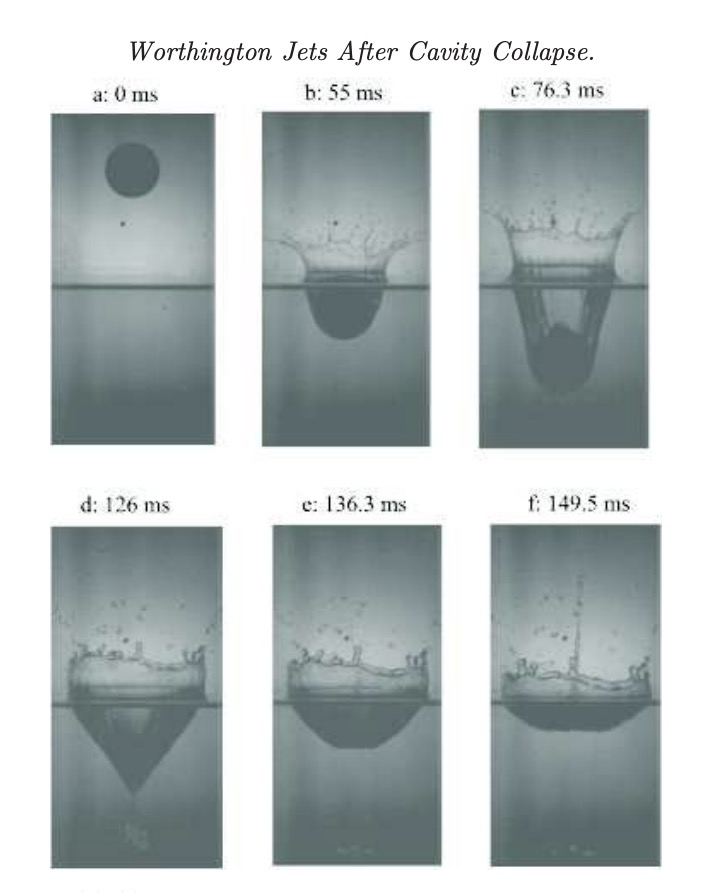 Worthington Jets After Cavity Collapse.
a: 0 ms
b: 55 ms
c: 76.3 ms
d: 126 ms
e: 136.3 ms
f: 149.5 ms